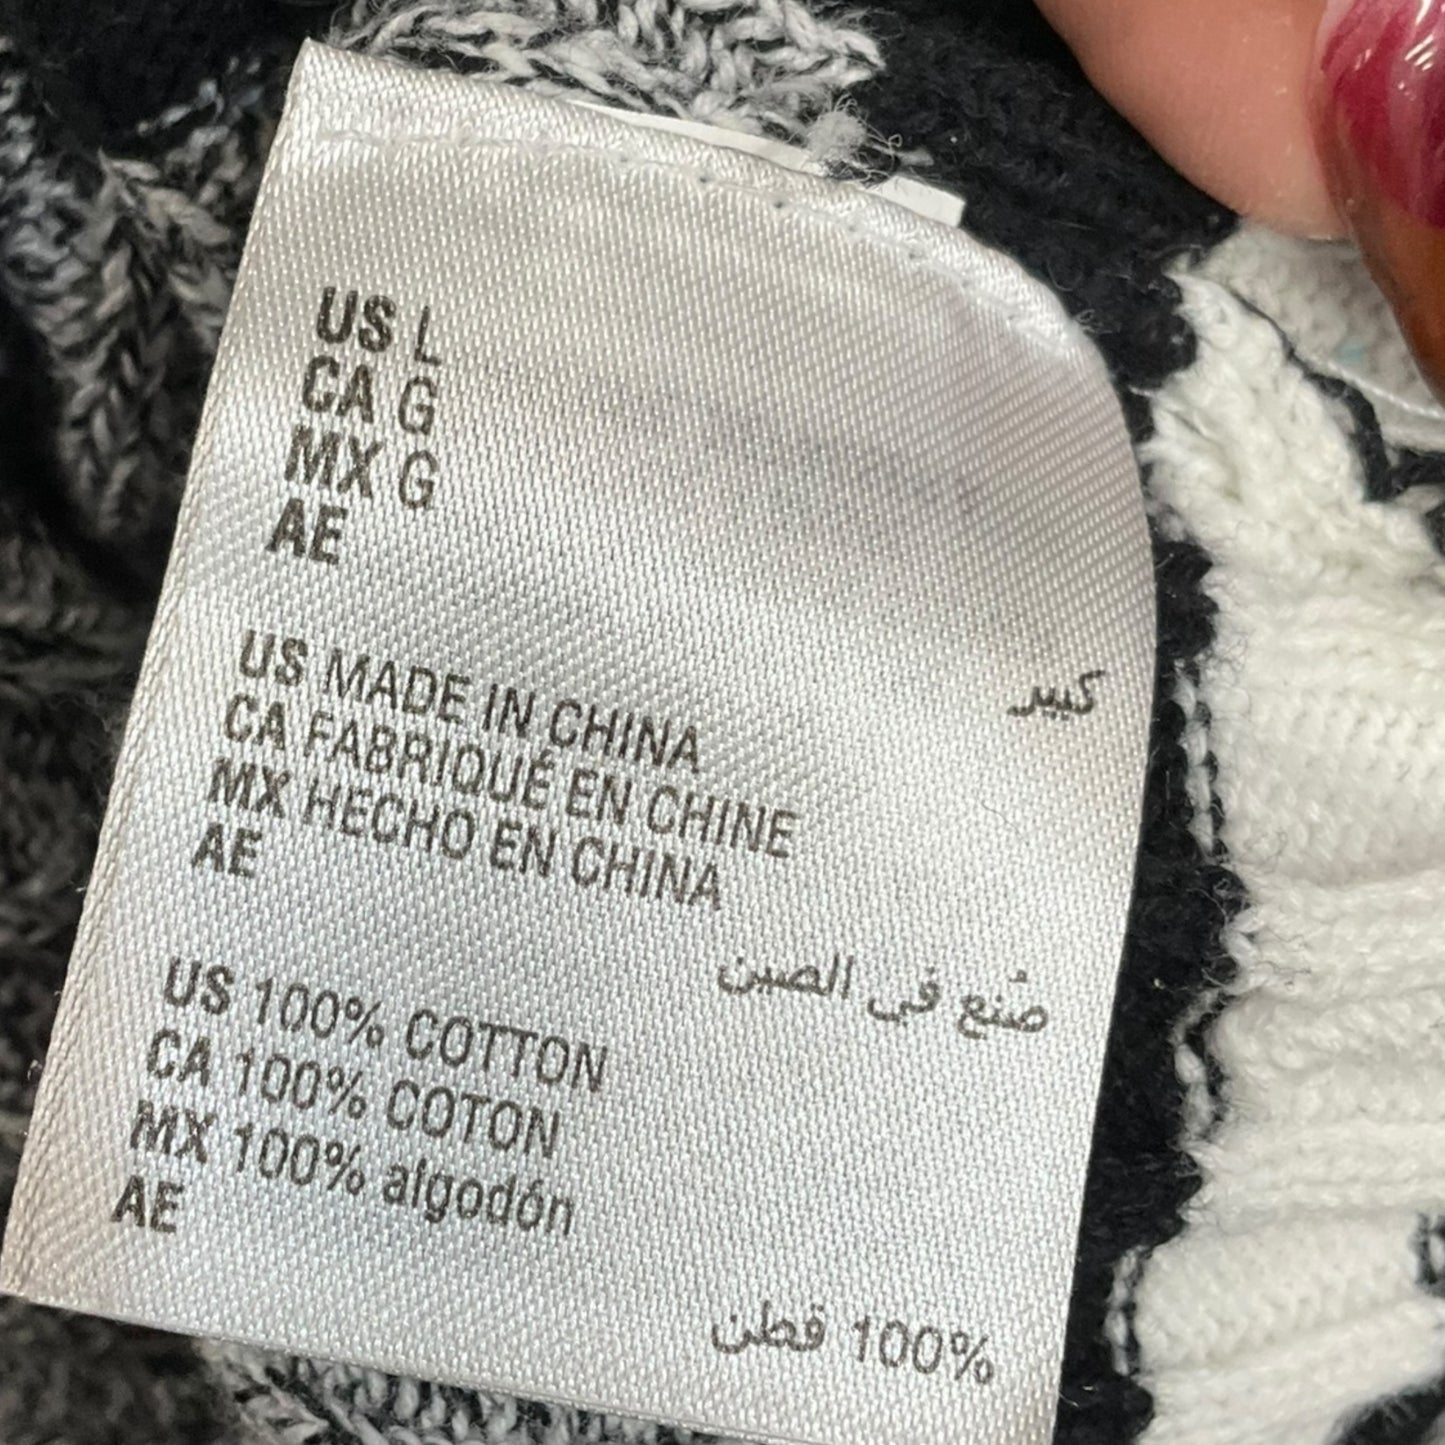 US L
CA G
MX G
AE
كبير
US MADE IN CHINA
CA FABRIQUÉ EN CHINE
MX HECHO EN CHINA
AE
صُنع في الصين
US 100% COTTON
CA 100% COTON
MX 100% algodón
AE
100% قطن